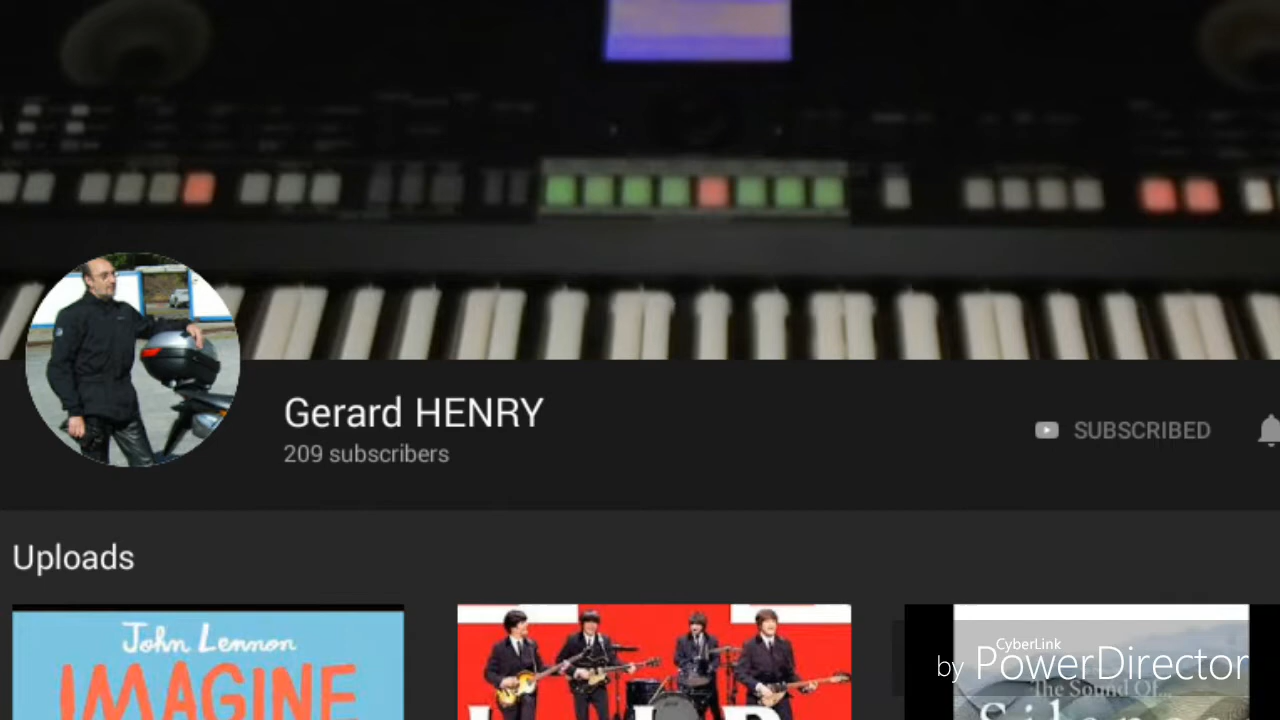 Gerard HENRY
209 subscribers
SUBSCRIBED
Uploads
John Lennon
IMAGINE
CyberLink
by PowerDirector
The Sound Of...